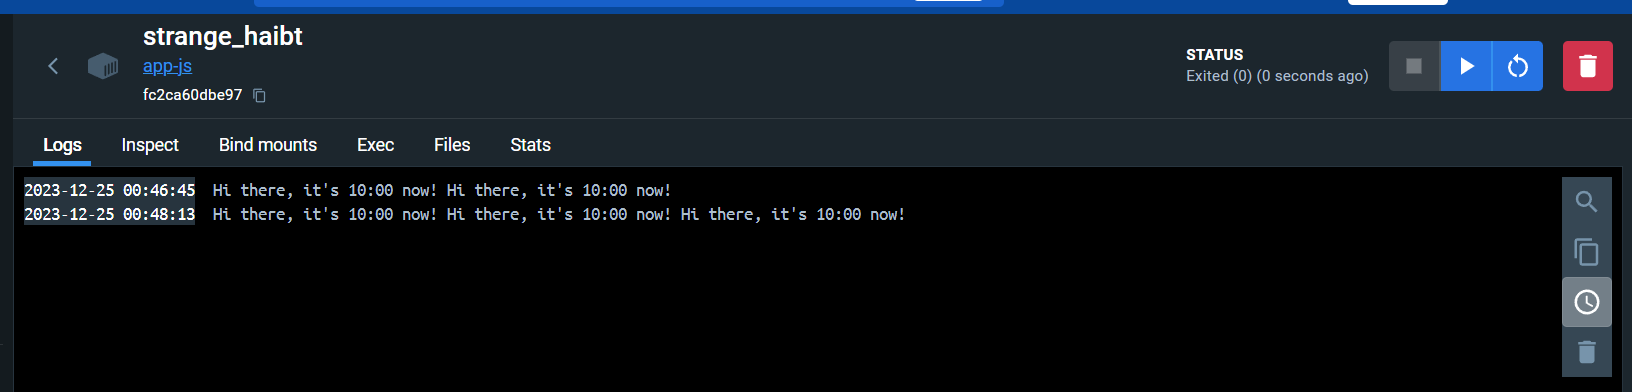 strange_haibt
app-js
fc2ca60dbe97
STATUS
Exited (0) (0 seconds ago)
Logs Inspect Bind mounts Exec Files Stats
2023-12-25 00:46:45 Hi there, it's 10:00 now! Hi there, it's 10:00 now!
2023-12-25 00:48:13 Hi there, it's 10:00 now! Hi there, it's 10:00 now! Hi there, it's 10:00 now!